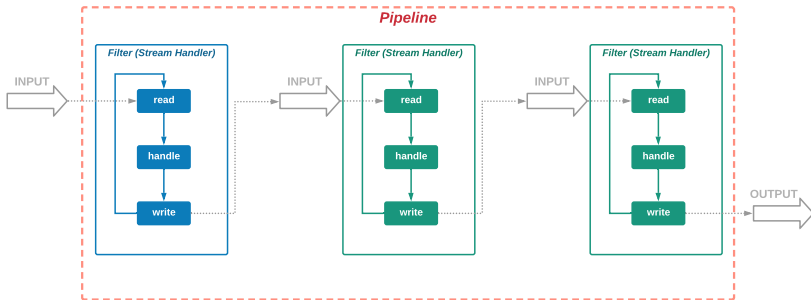 Pipeline
Filter (Stream Handler)
Filter (Stream Handler)
Filter (Stream Handler)
INPUT
INPUT
INPUT
read
read
read
handle
handle
handle
OUTPUT
write
write
write